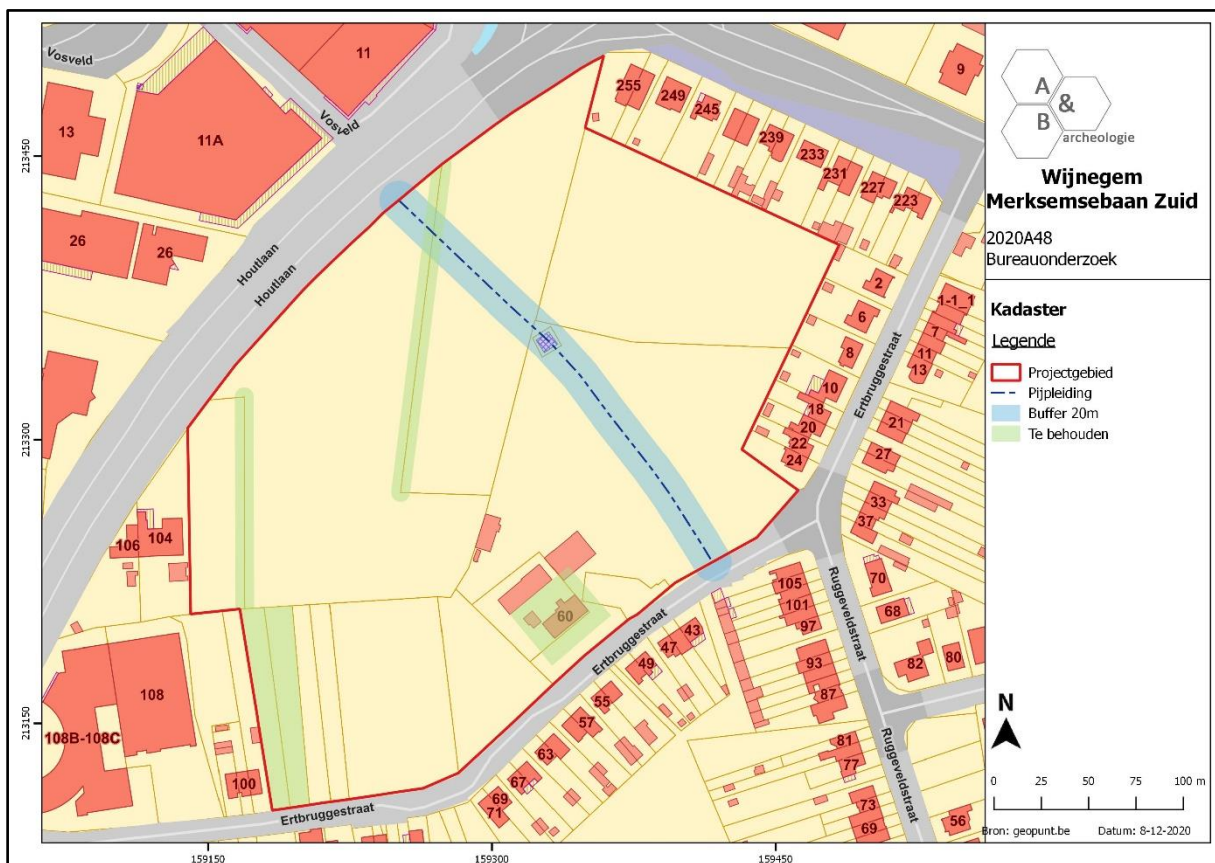 Vosveld
11
Vosveld
9
13
11A
255
249
245
239
233
231
227
223
213450
26
26
Houtlaan
Houtlaan
2
1-1_1
6
7
8
11
13
10
18
20
22
24
Ertbruggestraat
21
27
213300
33
37
106
104
105
101
97
70
68
60
Ertbruggestraat
43
47
49
Ruggeveldstraat
93
87
82
80
55
57
63
67
69
71
108
108B-108C
100
213150
81
77
Ruggeveldstraat
73
69
56
Ertbruggestraat
159150
159300
159450
A
&
B
archeologie
Wijnegem
Merksemsebaan Zuid
2020A48
Bureauonderzoek
Kadaster
Legende
Projectgebied
Pijpleiding
Buffer 20m
Te behouden
N
0 25 50 75 100 m
Bron: geopunt.be Datum: 8-12-2020